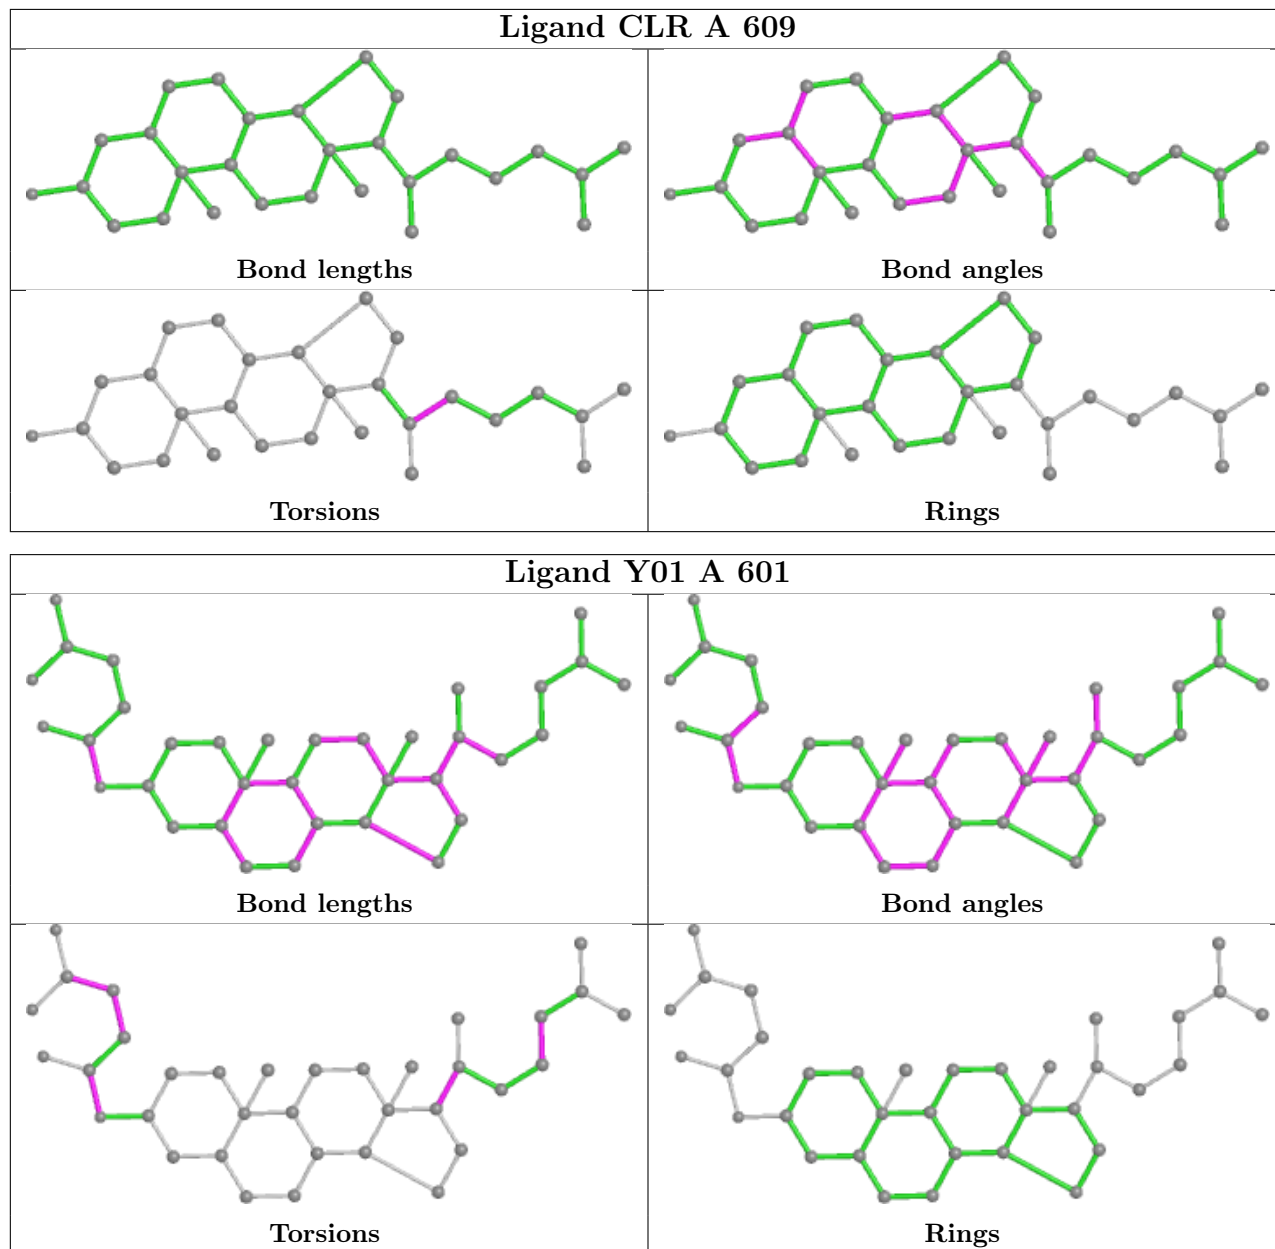 Ligand CLR A 609
Bond lengths
Bond angles
Torsions
Rings
Ligand Y01 A 601
Bond lengths
Bond angles
Torsions
Rings